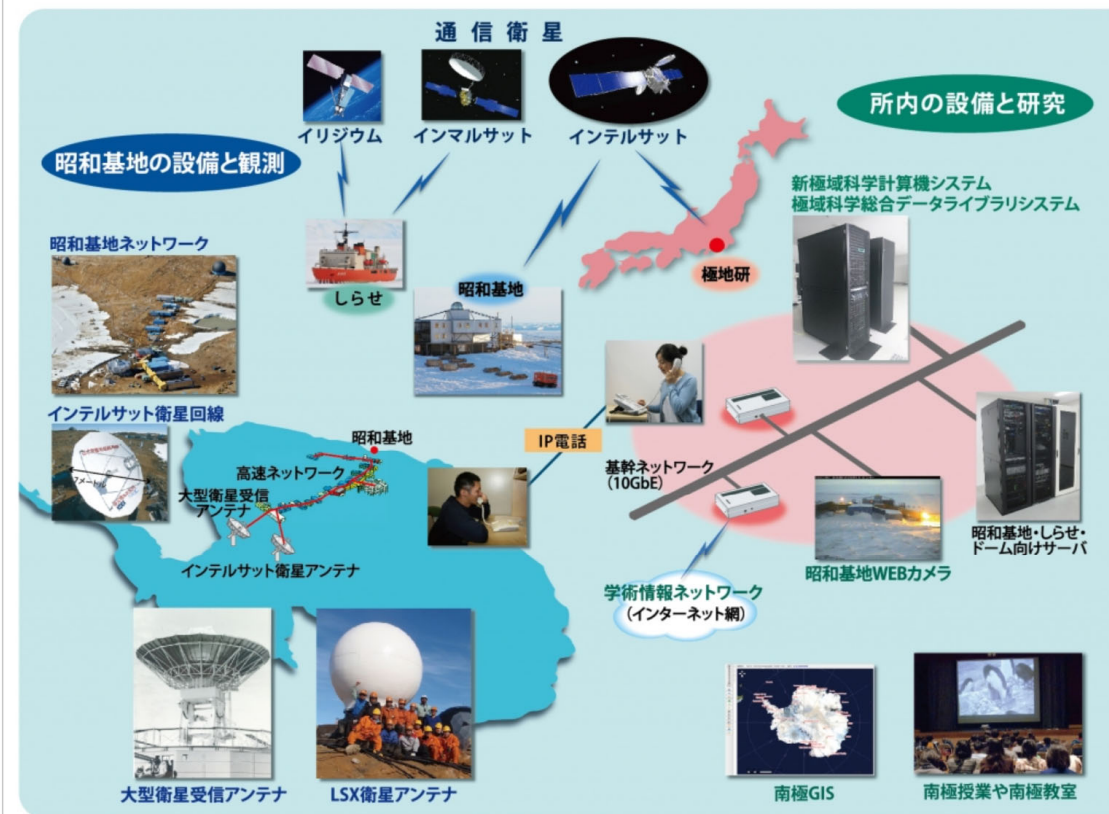 通信衛星
イリジウム
インマルサット
インテルサット
所内の設備と研究
昭和基地の設備と観測
新極域科学計算機システム
極域科学総合データライブラリシステム
昭和基地ネットワーク
しらせ
昭和基地
極地研
インテルサット衛星回線
昭和基地
高速ネットワーク
大型衛星受信
アンテナ
インテルサット衛星アンテナ
IP電話
基幹ネットワーク
(10GbE)
昭和基地・しらせ・
ドーム向けサーバ
昭和基地WEBカメラ
学術情報ネットワーク
(インターネット網)
大型衛星受信アンテナ
LSX衛星アンテナ
南極GIS
南極授業や南極教室